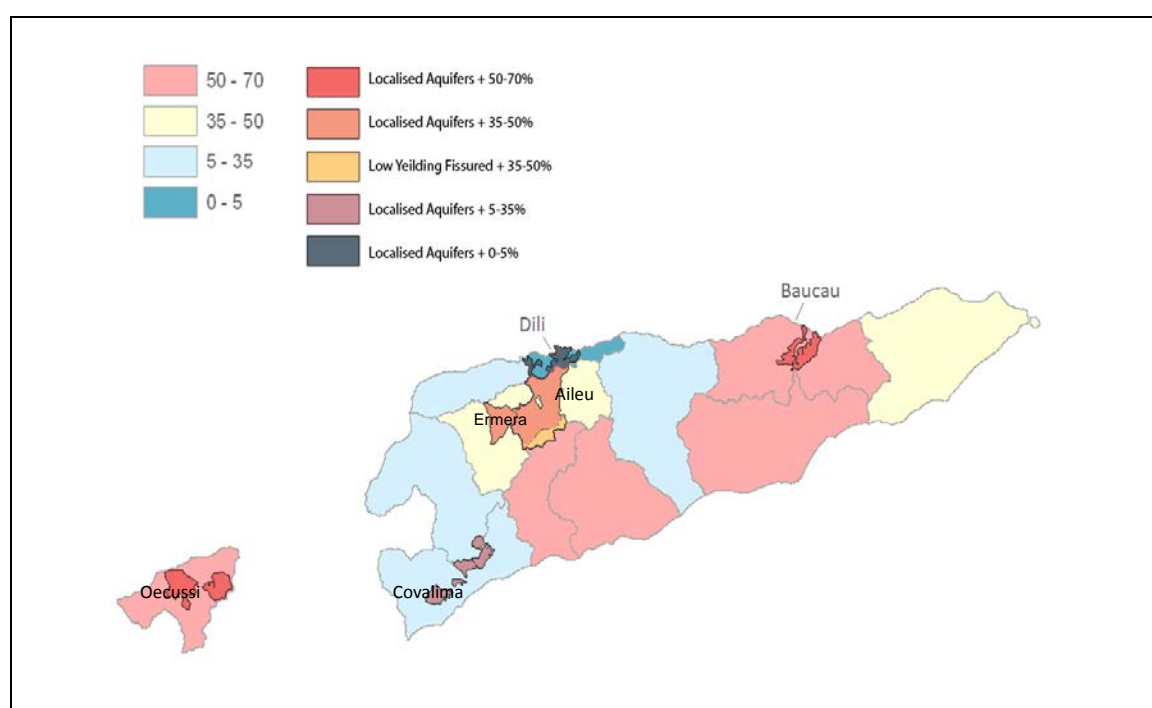 50 - 70
35 - 50
5 - 35
0 - 5
Localised Aquifers + 50-70%
Localised Aquifers + 35-50%
Low Yeilding Fissured + 35-50%
Localised Aquifers + 5-35%
Localised Aquifers + 0-5%
Baucau
Dili
Aileu
Ermera
Oecussi
Covalima